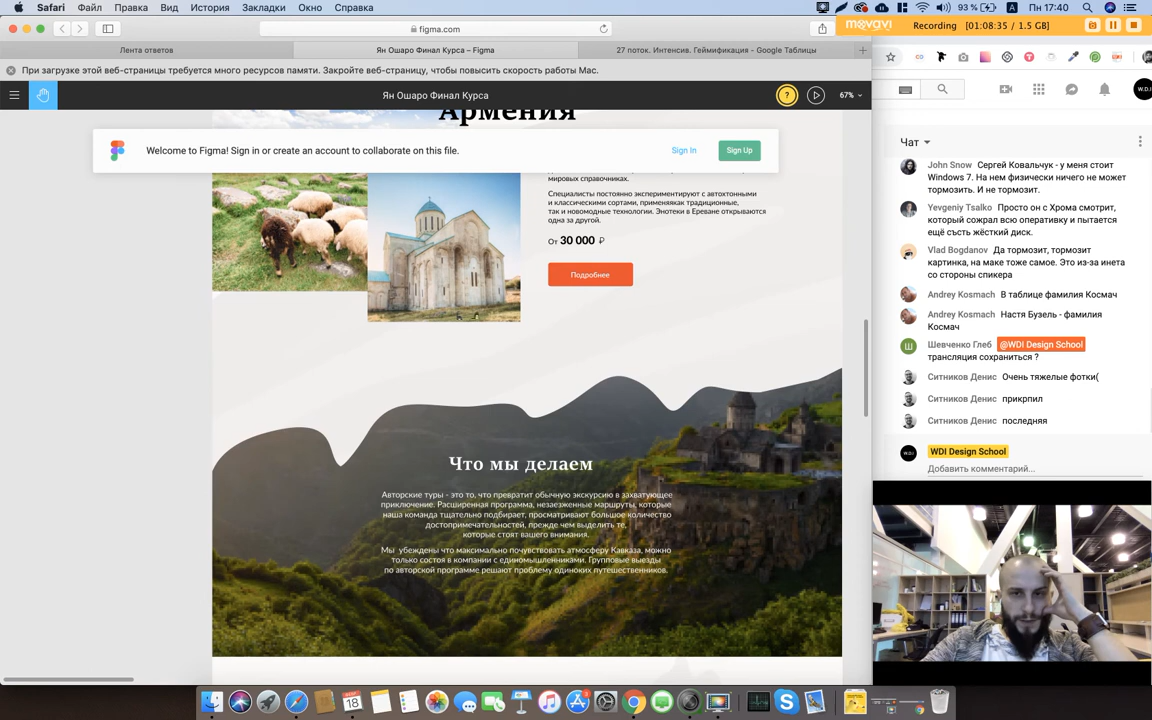 Safari Файл Правка Вид История Закладки Окно Справка
93 % Пн 17:40
figma.com
movavi Recording [01:08:35 / 1.5 GB]
Лента ответов
Ян Ошаро Финал Курса – Figma
27 поток. Интенсив. Геймификация - Google Таблицы
При загрузке этой веб-страницы требуется много ресурсов памяти. Закройте веб-страницу, чтобы повысить скорость работы Mac.
Ян Ошаро Финал Курса
?
67%
Армения
Welcome to Figma! Sign in or create an account to collaborate on this file.
Sign In
Sign Up
мировых справочниках.
Специалисты постоянно экспериментируют с автохтонными
и классическими сортами, применякак традиционные,
так и новомодные технологии. Энотеки в Ереване открываются
одна за другой.
От 30 000 ₽
Подробнее
Что мы делаем
Авторские туры - это то, что превратит обычную экскурсию в захватующее
приключение. Расширенная программа, незаезженные маршруты, которые
наша команда тщательно подбирает, просматривают большое количество
достопримечательностей, прежде чем выделить те,
которые стоят вашего внимания.
Мы убеждены что максимально почувствовать атмосферу Кавказа, можно
только состоя в компании с единомышленниками. Групповые выезды
по авторской программе решают проблему одиноких путешественников.
Чат
John Snow Сергей Ковальчук - у меня стоит
Windows 7. На нем физически ничего не может
тормозить. И не тормозит.
Yevgeniy Tsalko Просто он с Хрома смотрит,
который сожрал всю оперативку и пытается
ещё състь жёсткий диск.
Vlad Bogdanov Да тормозит, тормозит
картинка, на маке тоже самое. Это из-за инета
со стороны спикера
Andrey Kosmach В таблице фамилия Космач
Andrey Kosmach Настя Бузель - фамилия
Космач
Ш
Шевченко Глеб @WDI Design School
трансляция сохраниться ?
Ситников Денис Очень тяжелые фотки(
Ситников Денис прикрпил
Ситников Денис последняя
WDI Design School
Добавить комментарий...
18